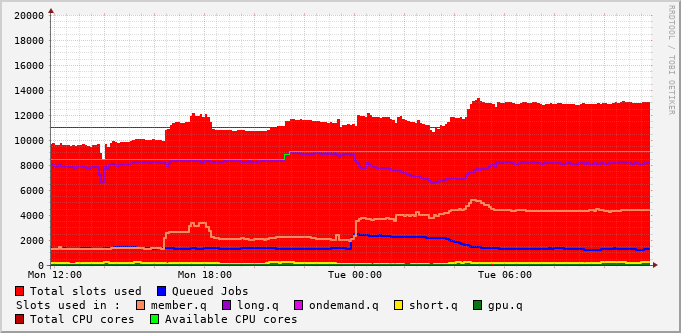 RRDTOOL / TOBI OETIKER
20000
18000
16000
14000
12000
10000
8000
6000
4000
2000
0
Mon 12:00 Mon 18:00 Tue 00:00 Tue 06:00
Total slots used Queued Jobs
Slots used in : member.q long.q ondemand.q short.q gpu.q
Total CPU cores Available CPU cores